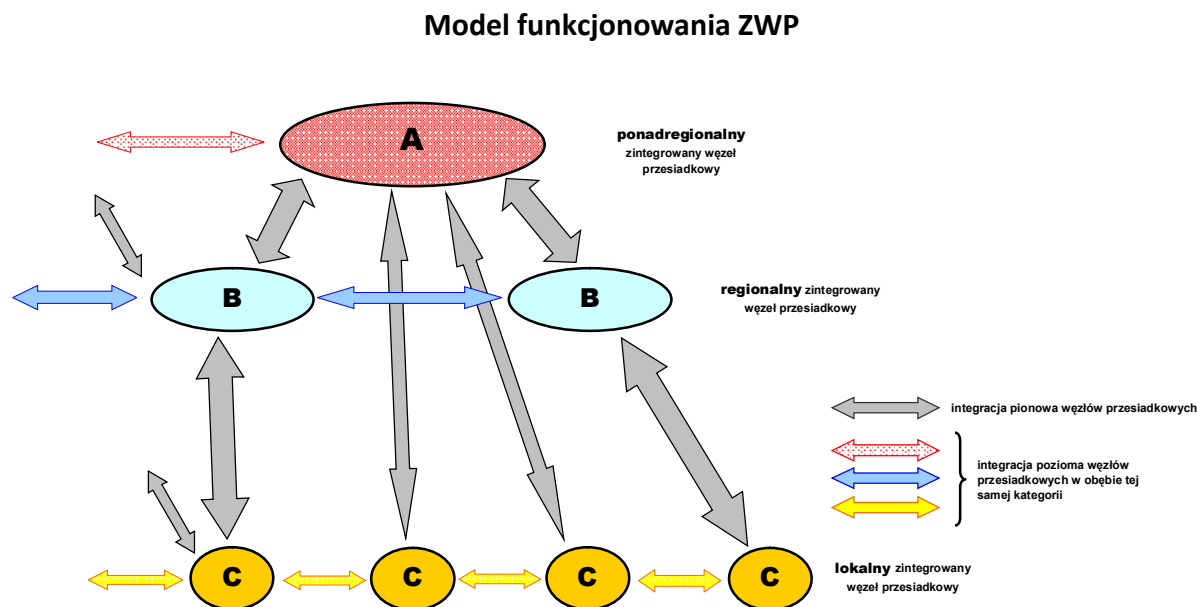 Model funkcjonowania ZWP
A
ponadregionalny
zintegrowany węzeł
przesiadkowy
B
B
regionalny zintegrowany
węzeł przesiadkowy
integracja pionowa węzłów przesiadkowych
integracja pozioma węzłów
przesiadkowych w obębie tej
samej kategorii
C
C
C
C
lokalny zintegrowany
węzeł przesiadkowy